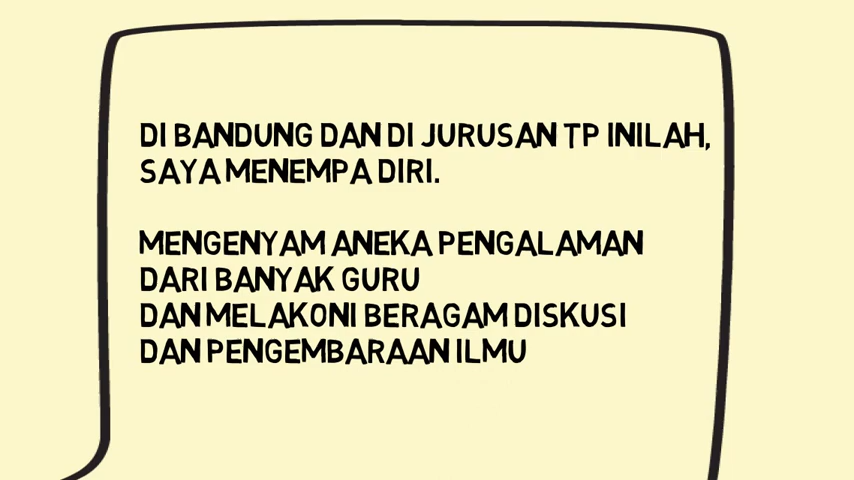 DI BANDUNG DAN DI JURUSAN TP INILAH,
SAYA MENEMPA DIRI.
MENGENYAM ANEKA PENGALAMAN
DARI BANYAK GURU
DAN MELAKONI BERAGAM DISKUSI
DAN PENGEMBARAAN ILMU